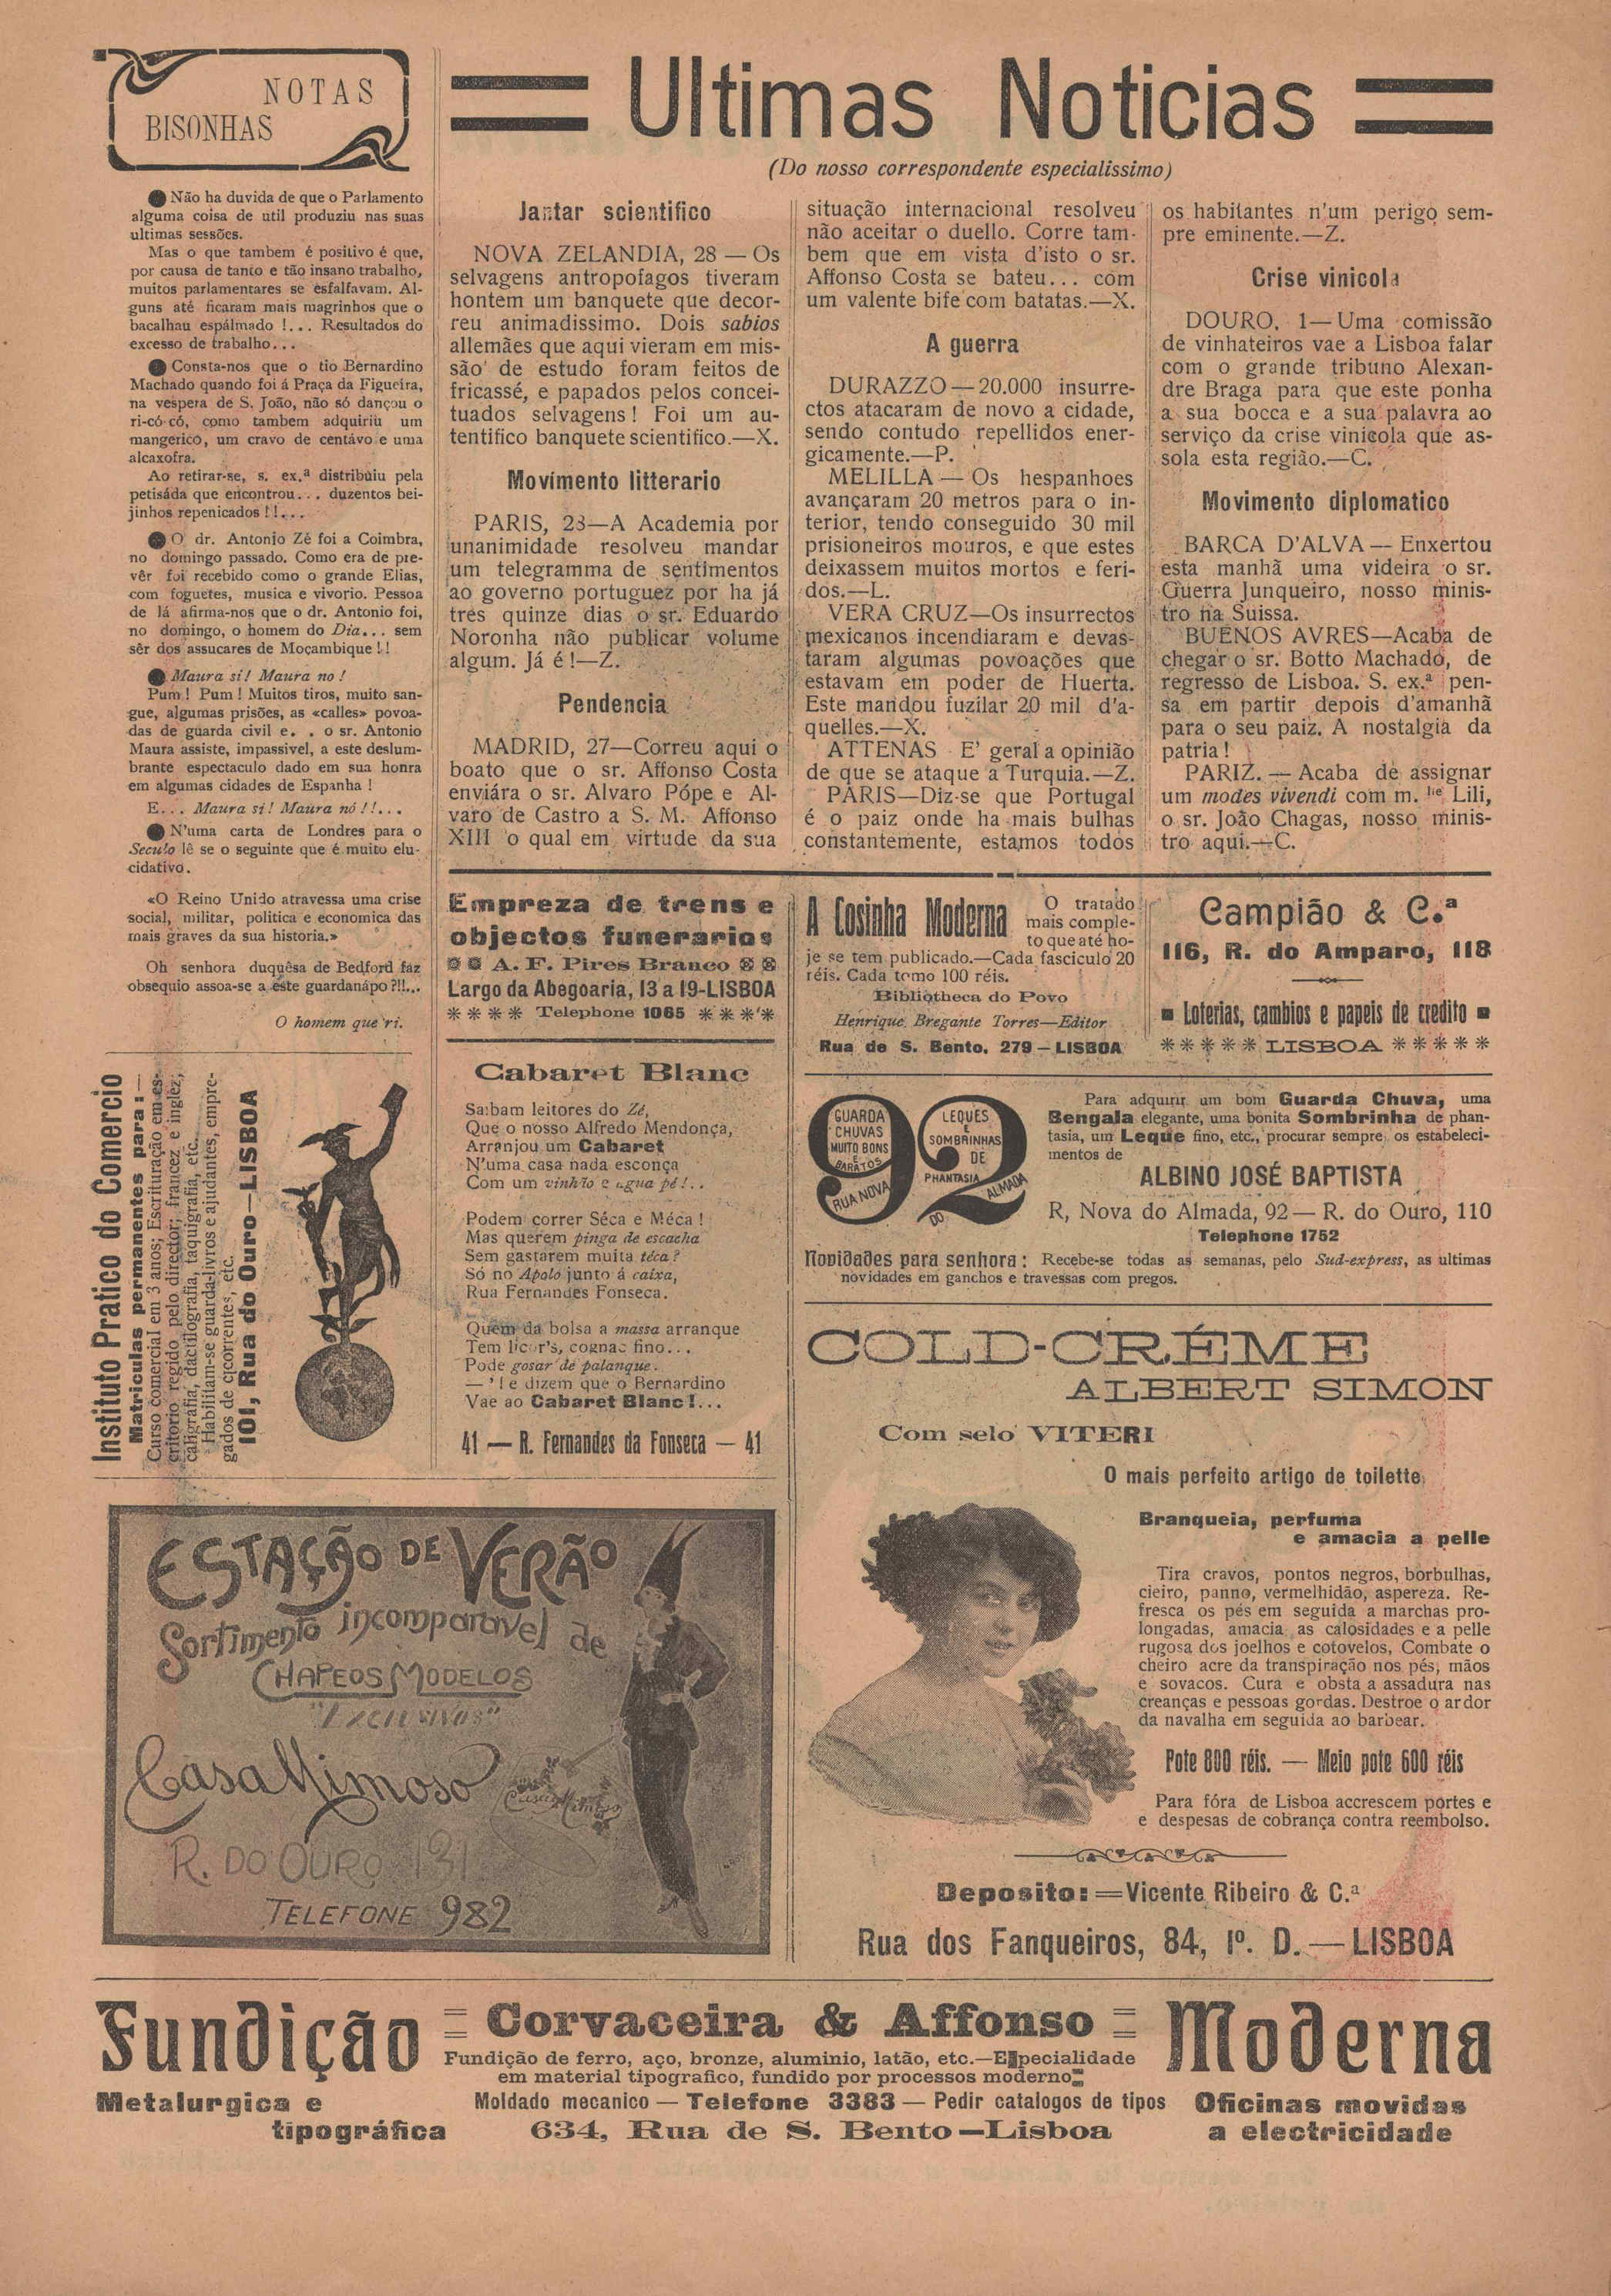 NOTAS
BISONHAS
Não ha duvida de que o Parlamento
alguma coisa de util produziu nas suas
ultimas sessões.
Mas o que tambem é positivo é que,
por causa de tanto e tão insano trabalho,
muitos parlamentares se esfalfavam. Al-
guns até ficaram mais magrinhos que o
bacalhau espálmado !... Resultados do
excesso de trabalho...
Consta-nos que o tio Bernardino
Machado quando foi á Praça da Figueira,
na vespera de S. João, não só dançou o
ri-có-có, como tambem adquiriu um
mangerico, um cravo de centávo e uma
alcaxofra.
Ao retirar-se, s. ex.ª distribuiu pela
petisáda que encontrou... duzentos bei-
jinhos repenicados !!...
O dr. Antonio Zé foi a Coimbra,
no domingo passado. Como era de pre-
vêr foi recebido como o grande Elias,
com foguetes, musica e vivorio. Pessoa
de lá afirma-nos que o dr. Antonio foi,
no domingo, o homem do Dia... sem
sêr dos assucares de Moçambique !!
Maura si! Maura no !
Pum ! Pum ! Muitos tiros, muito san-
gue, algumas prisões, as «calles» povoa-
das de guarda civil e. . o sr. Antonio
Maura assiste, impassivel, a este deslum-
brante espectaculo dado em sua honra
em algumas cidades de Espanha !
E... Maura si! Maura nó !!...
N'uma carta de Londres para o
Seculo lê se o seguinte que é muito elu-
cidativo.
«O Reino Unido atravessa uma crise
social, militar, politica e economica das
mais graves da sua historia.»
Oh senhora duquêsa de Bedford faz
obsequio assoa-se a este guardanápo ?!!...
O homem que ri.
Ultimas Noticias
(Do nosso correspondente especialissimo)
Jantar scientifico
NOVA ZELANDIA, 28 — Os
selvagens antropofagos tiveram
hontem um banquete que decor-
reu animadissimo. Dois sabios
allemães que aqui vieram em mis-
são de estudo foram feitos de
fricassé, e papados pelos concei-
tuados selvagens ! Foi um au-
tentifico banquete scientifico.—X.
Movimento litterario
PARIS, 23—A Academia por
unanimidade resolveu mandar
um telegramma de sentimentos
ao governo portuguez por ha já
tres quinze dias o sr. Eduardo
Noronha não publicar volume
algum. Já é !—Z.
Pendencia
MADRID, 27—Correu aqui o
boato que o sr. Affonso Costa
enviára o sr. Alvaro Pópe e Al-
varo de Castro a S. M. Affonso
XIII o qual em virtude da sua
situação internacional resolveu
não aceitar o duello. Corre tam-
bem que em vista d'isto o sr.
Affonso Costa se bateu... com
um valente bife com batatas.—X.
A guerra
DURAZZO—20.000 insurre-
ctos atacaram de novo a cidade,
sendo contudo repellidos ener-
gicamente.—P.
MELILLA — Os hespanhoes
avançaram 20 metros para o in-
terior, tendo conseguido 30 mil
prisioneiros mouros, e que estes
deixassem muitos mortos e feri-
dos.—L.
VERA CRUZ—Os insurrectos
mexicanos incendiaram e devas-
taram algumas povoações que
estavam em poder de Huerta.
Este mandou fuzilar 20 mil d'a-
quelles.—X.
ATTENAS E' geral a opinião
de que se ataque a Turquia.—Z.
PARIS—Diz-se que Portugal
é o paiz onde ha mais bulhas
constantemente, estamos todos
os habitantes n'um perigo sem-
pre eminente.—Z.
Crise vinicola
DOURO, 1—Uma comissão
de vinhateiros vae a Lisboa falar
com o grande tribuno Alexan-
dre Braga para que este ponha
a sua bocca e a sua palavra ao
serviço da crise vinicola que as-
sola esta região.—C.
Movimento diplomatico
BARCA D'ALVA — Enxertou
esta manhã uma videira o sr.
Guerra Junqueiro, nosso minis-
tro na Suissa.
BUENOS AVRES—Acaba de
chegar o sr. Botto Machado, de
regresso de Lisboa. S. ex.ª pen-
sa em partir depois d'amanhã
para o seu paiz. A nostalgia da
patria !
PARIZ. — Acaba de assignar
um modes vivendi com m.lle Lili,
o sr. João Chagas, nosso minis-
tro aqui.—C.
Empreza de trens e
objectos funerarios
A. F. Pires Branco
Largo da Abegoaria, 13 a 19-LISBOA
**** Telephone 1065 ****
A Cosinha Moderna
O tratado
mais comple-
to que até ho-
je se tem publicado.—Cada fasciculo 20
réis. Cada tomo 100 réis.
Bibliotheca do Povo
Henrique Bregante Torres—Editor
Rua de S. Bento, 279 — LISBOA
Campião & C.ª
116, R. do Amparo, 118
Loterias, cambios e papeis de credito
***** LISBOA *****
Instituto Pratico do Comercio
Matriculas permanentes para : —
Curso comercial em 3 anos; Escrituração em es-
critorio regido pelo director; francez e inglêz;
caligrafia, dactilografia, taquigrafia, etc.
Habilitam-se guarda-livros e ajudantes, empre-
gados de c|correntes, etc.
101, Rua do Ouro—LISBOA
Cabaret Blanc
Saibam leitores do Zé,
Que o nosso Alfredo Mendonça,
Arranjou um Cabaret
N'uma casa nada esconça
Com um vinhão e agua pé !..
Podem correr Séca e Méca !
Mas querem pinga de escacha
Sem gastarem muita téca ?
Só no Apolo junto á caixa,
Rua Fernandes Fonseca.
Quem da bolsa a massa arranque
Tem licor's, cognac fino...
Pode gosar de palanque.
— 'té dizem que o Bernardino
Vae ao Cabaret Blanc !...
41 — R. Fernandes da Fonseca — 41
92
GUARDA
CHUVAS
MUITO BONS
E
BARATOS
RUA NOVA
LEQUES
E
SOMBRINHAS
DE
PHANTASIA
DO
ALMADA
Para adquirir um bom Guarda Chuva, uma
Bengala elegante, uma bonita Sombrinha de phan-
tasia, um Leque fino, etc., procurar sempre os estabeleci-
mentos de
ALBINO JOSÉ BAPTISTA
R, Nova do Almada, 92 — R. do Ouro, 110
Telephone 1752
Novidades para senhora : Recebe-se todas as semanas, pelo Sud-express, as ultimas
novidades em ganchos e travessas com pregos.
COLD-CRÉME
ALBERT SIMON
Com selo VITERI
O mais perfeito artigo de toilette
Branqueia, perfuma
e amacia a pelle
Tira cravos, pontos negros, borbulhas,
cieiro, panno, vermelhidão, aspereza. Re-
fresca os pés em seguida a marchas pro-
longadas, amacia as calosidades e a pelle
rugosa dos joelhos e cotovelos, Combate o
cheiro acre da transpiração nos pés, mãos
e sovacos. Cura e obsta a assadura nas
creanças e pessoas gordas. Destroe o ardor
da navalha em seguida ao barbear.
Pote 800 réis. — Meio pote 600 réis
Para fóra de Lisboa accrescem portes e
e despesas de cobrança contra reembolso.
Deposito: = Vicente Ribeiro & C.ª
Rua dos Fanqueiros, 84, 1º. D. — LISBOA
ESTAÇÃO DE VERÃO
Sortimento incomparavel de
CHAPEOS MODELOS
"EXCLUSIVOS"
Casa Mimoso
Casa Mimoso
R. DO OURO 131
TELEFONE 982
Fundição
Metalurgica e
tipográfica
= Corvaceira & Affonso =
Fundição de ferro, aço, bronze, aluminio, latão, etc.—Especialidade
em material tipografico, fundido por processos modernos
Moldado mecanico — Telefone 3383 — Pedir catalogos de tipos
634, Rua de S. Bento—Lisboa
Moderna
Oficinas movidas
a electricidade